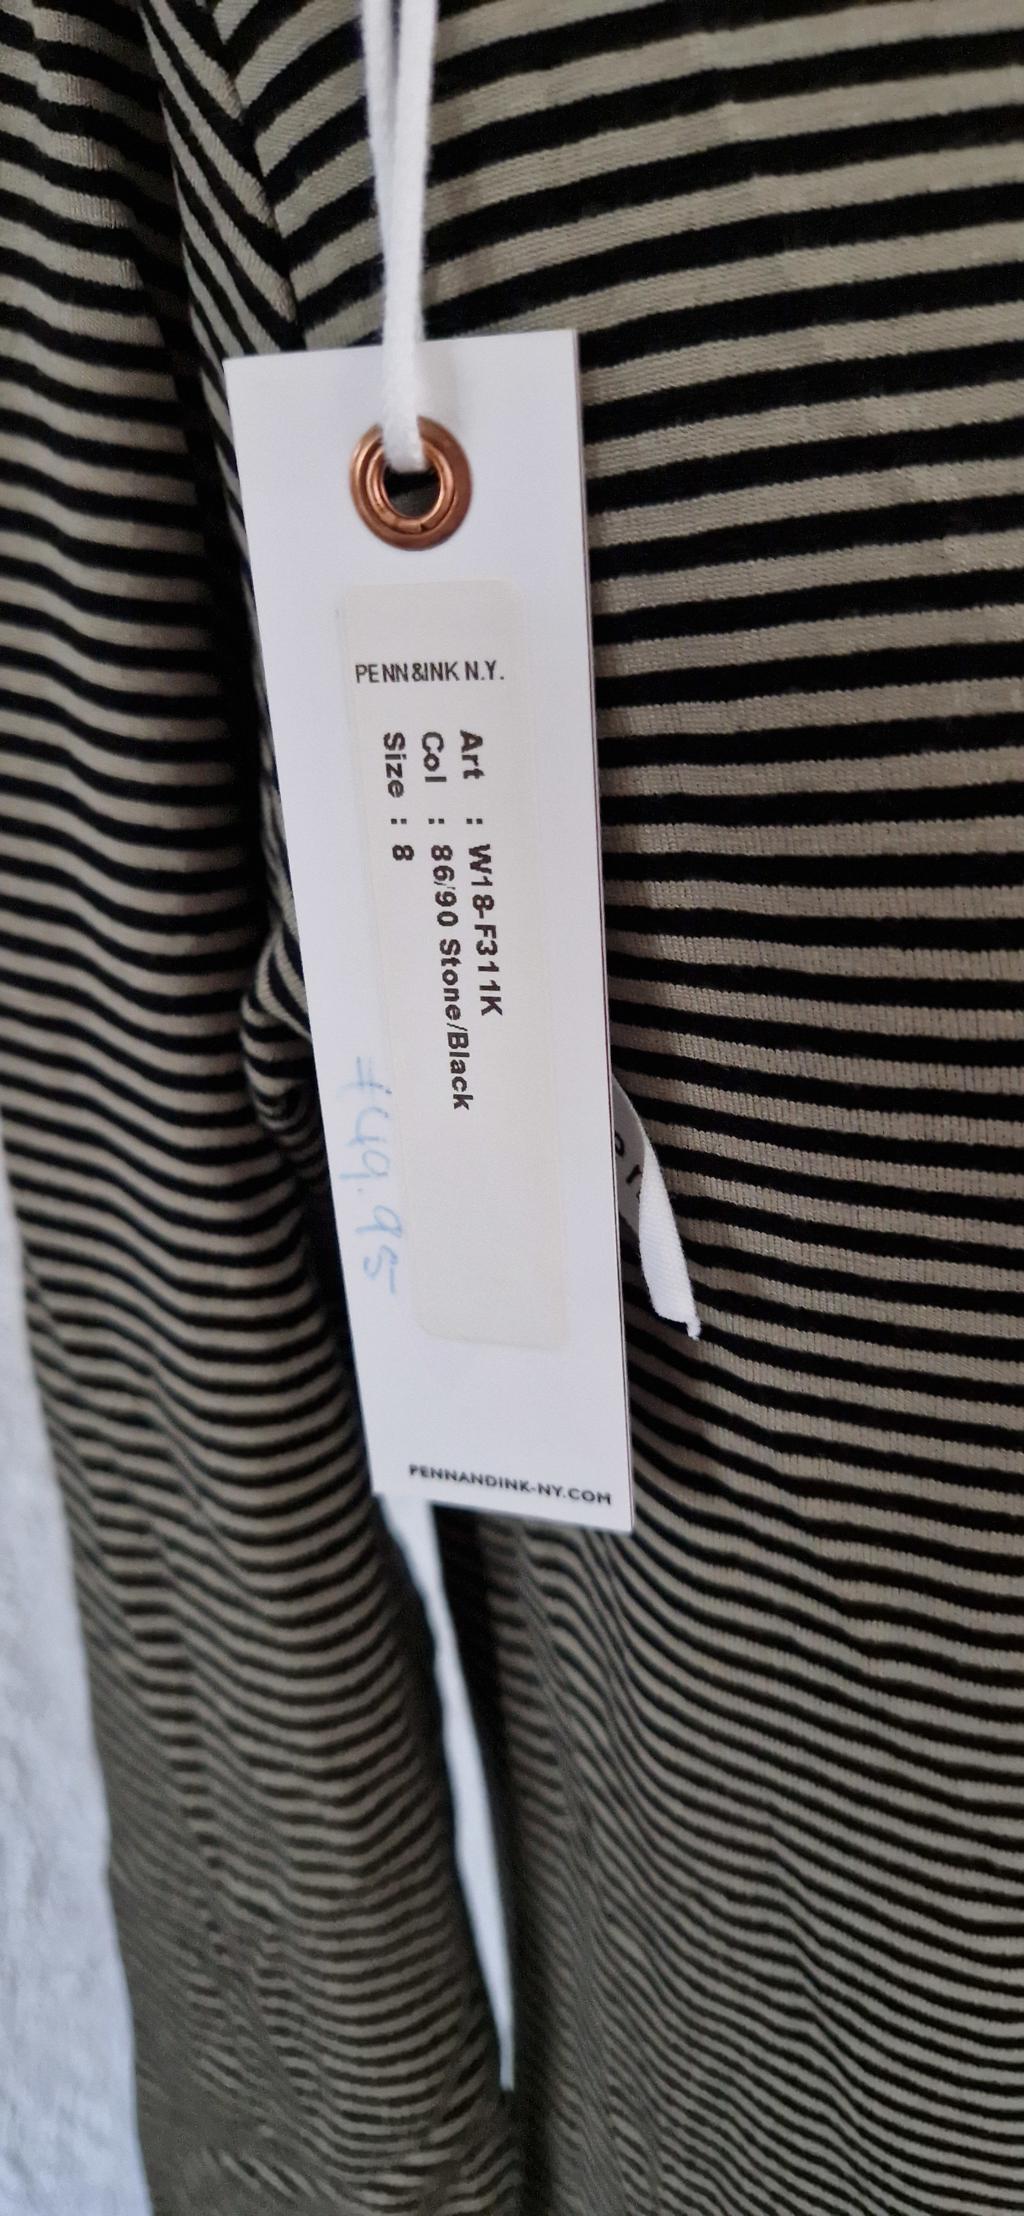 PENN&INK N.Y.
Art : W18-F311K
Col : 86/90 Stone/Black
Size : 8
49.95
PENNANDINK-NY.COM